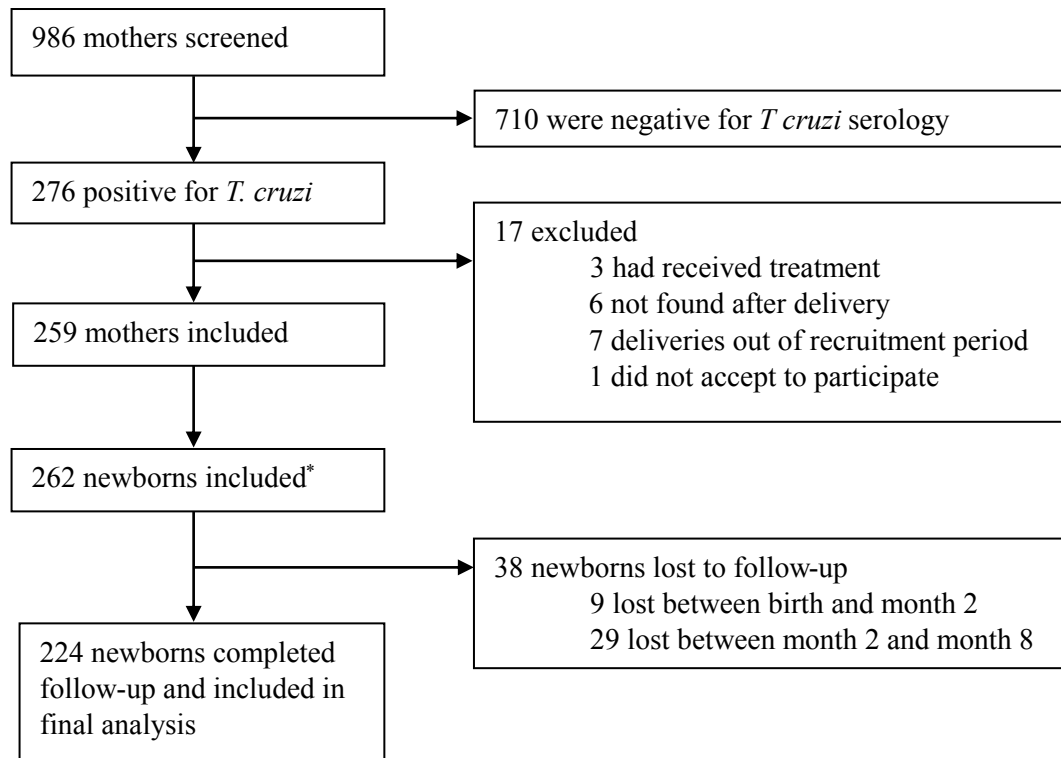 986 mothers screened
710 were negative for T cruzi serology
276 positive for T. cruzi
17 excluded
3 had received treatment
6 not found after delivery
7 deliveries out of recruitment period
1 did not accept to participate
259 mothers included
262 newborns included*
38 newborns lost to follow-up
9 lost between birth and month 2
29 lost between month 2 and month 8
224 newborns completed
follow-up and included in
final analysis